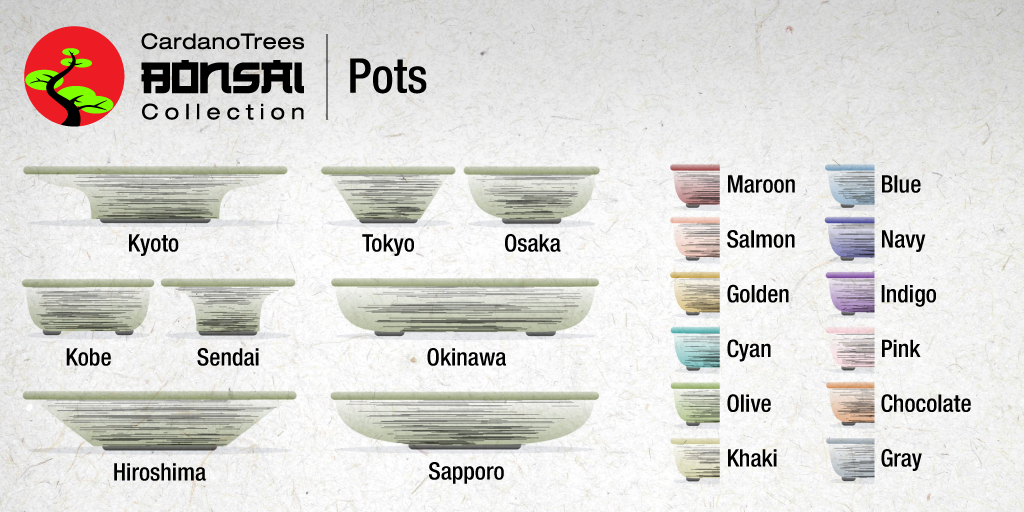 CardanoTrees
BONSAI
Collection
Pots
Kyoto
Tokyo
Osaka
Kobe
Sendai
Okinawa
Hiroshima
Sapporo
Maroon
Blue
Salmon
Navy
Golden
Indigo
Cyan
Pink
Olive
Chocolate
Khaki
Gray